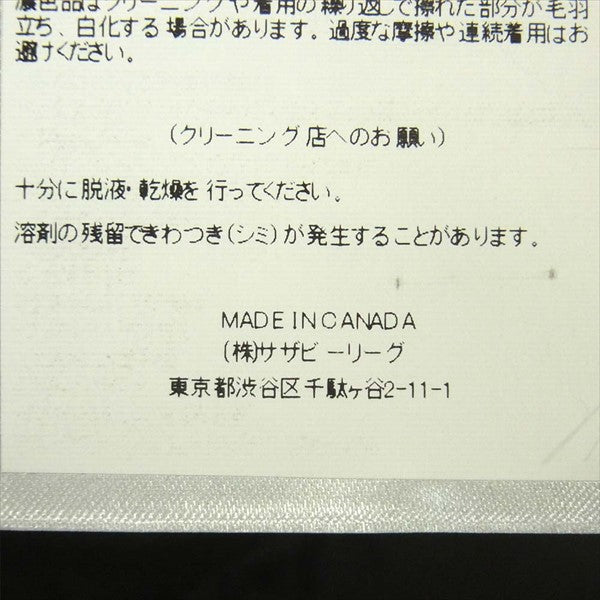 濃色品はクリーニングや着用の繰り返しで擦れた部分が毛羽
立ち、白化する場合があります。過度な摩擦や連続着用はお
避けください。
(クリーニング店へのお願い)
十分に脱液・乾燥を行ってください。
溶剤の残留できわつき(シミ)が発生することがあります。
MADE IN CANADA
(株)サザビーリーグ
東京都渋谷区千駄ヶ谷2-11-1